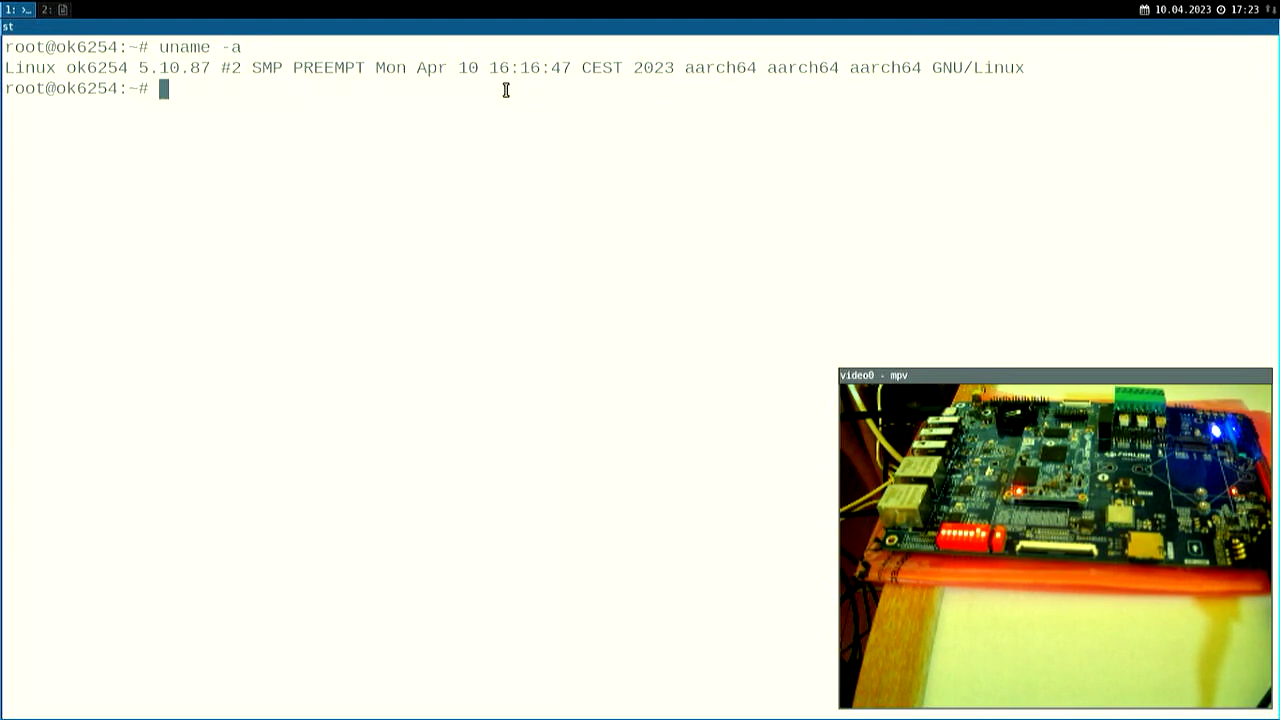 1: >_ 2: 10.04.2023 17:23
st
root@ok6254:~# uname -a
Linux ok6254 5.10.87 #2 SMP PREEMPT Mon Apr 10 16:16:47 CEST 2023 aarch64 aarch64 aarch64 GNU/Linux
root@ok6254:~#
video0 - mpv